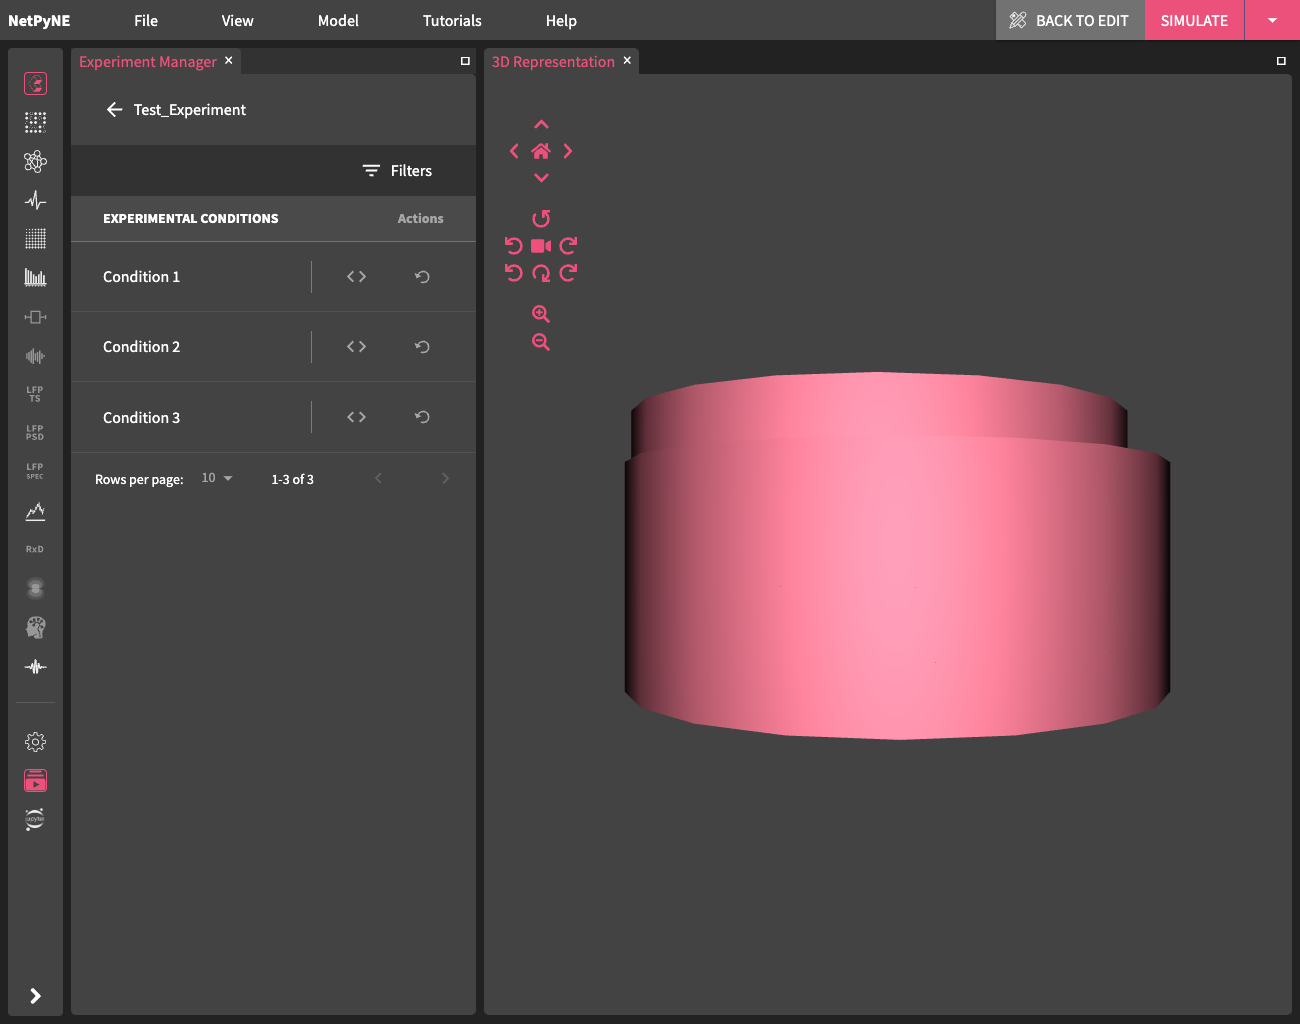 NetPyNE File View Model Tutorials Help BACK TO EDIT SIMULATE
Experiment Manager ×
3D Representation ×
Test_Experiment
Filters
EXPERIMENTAL CONDITIONS Actions
Condition 1
Condition 2
Condition 3
Rows per page: 10 1-3 of 3
LFP
TS
LFP
PSD
LFP
SPEC
RxD
jupyter